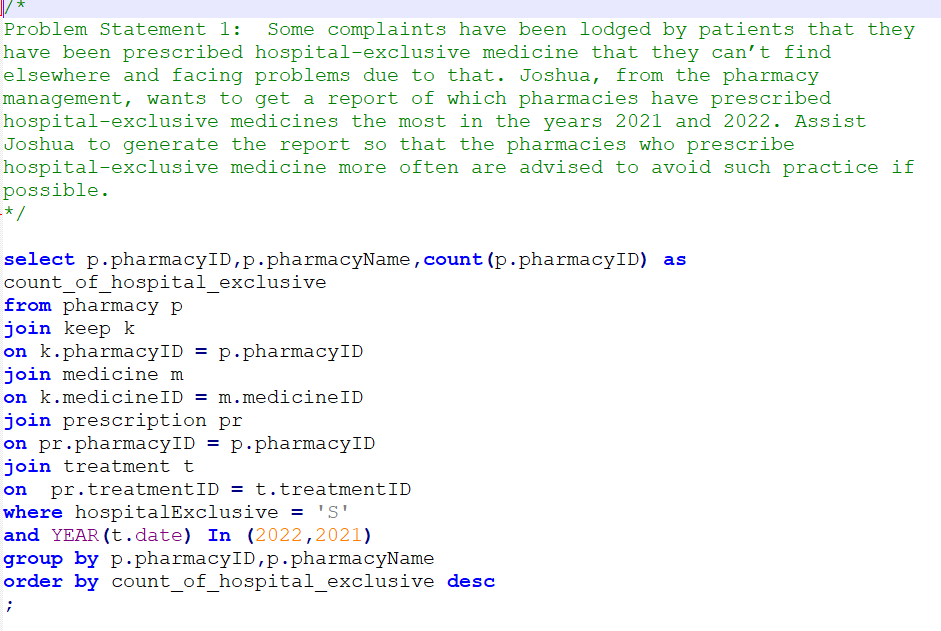 /*
Problem Statement 1:  Some complaints have been lodged by patients that they
have been prescribed hospital-exclusive medicine that they can’t find
elsewhere and facing problems due to that. Joshua, from the pharmacy
management, wants to get a report of which pharmacies have prescribed
hospital-exclusive medicines the most in the years 2021 and 2022. Assist
Joshua to generate the report so that the pharmacies who prescribe
hospital-exclusive medicine more often are advised to avoid such practice if
possible.
*/

select p.pharmacyID,p.pharmacyName,count(p.pharmacyID) as
count_of_hospital_exclusive
from pharmacy p
join keep k
on k.pharmacyID = p.pharmacyID
join medicine m
on k.medicineID = m.medicineID
join prescription pr
on pr.pharmacyID = p.pharmacyID
join treatment t
on  pr.treatmentID = t.treatmentID
where hospitalExclusive = 'S'
and YEAR(t.date) In (2022,2021)
group by p.pharmacyID,p.pharmacyName
order by count_of_hospital_exclusive desc
;